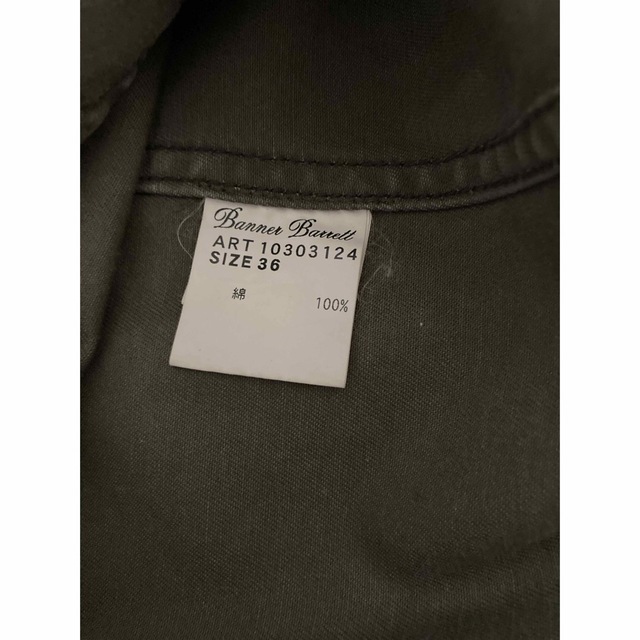 Banner Barrett
ART 10303124
SIZE 36
綿 100%